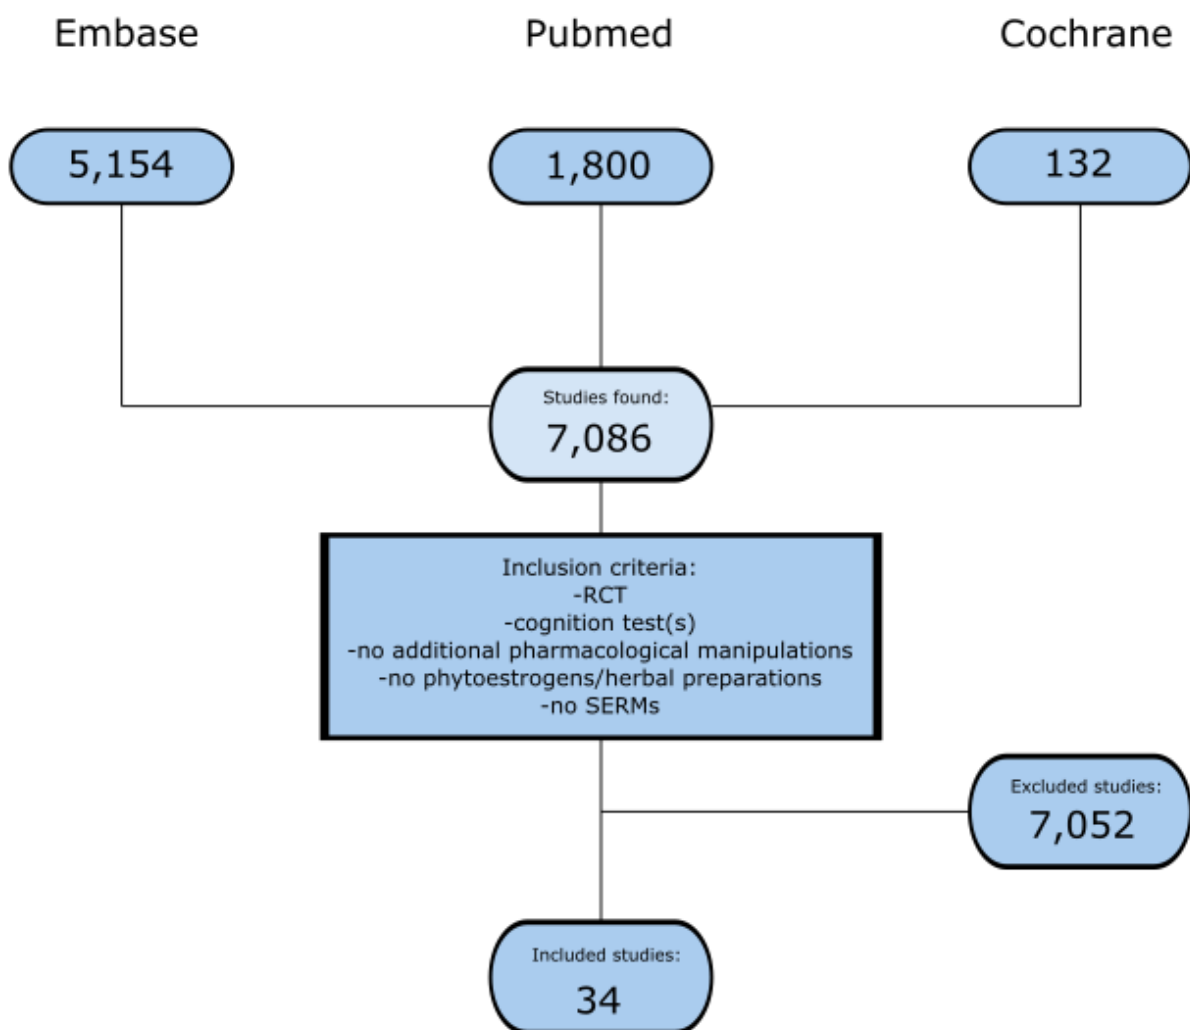 Embase
Pubmed
Cochrane
5,154
1,800
132
Studies found:
7,086
Inclusion criteria:
-RCT
-cognition test(s)
-no additional pharmacological manipulations
-no phytoestrogens/herbal preparations
-no SERMs
Excluded studies:
7,052
Included studies:
34